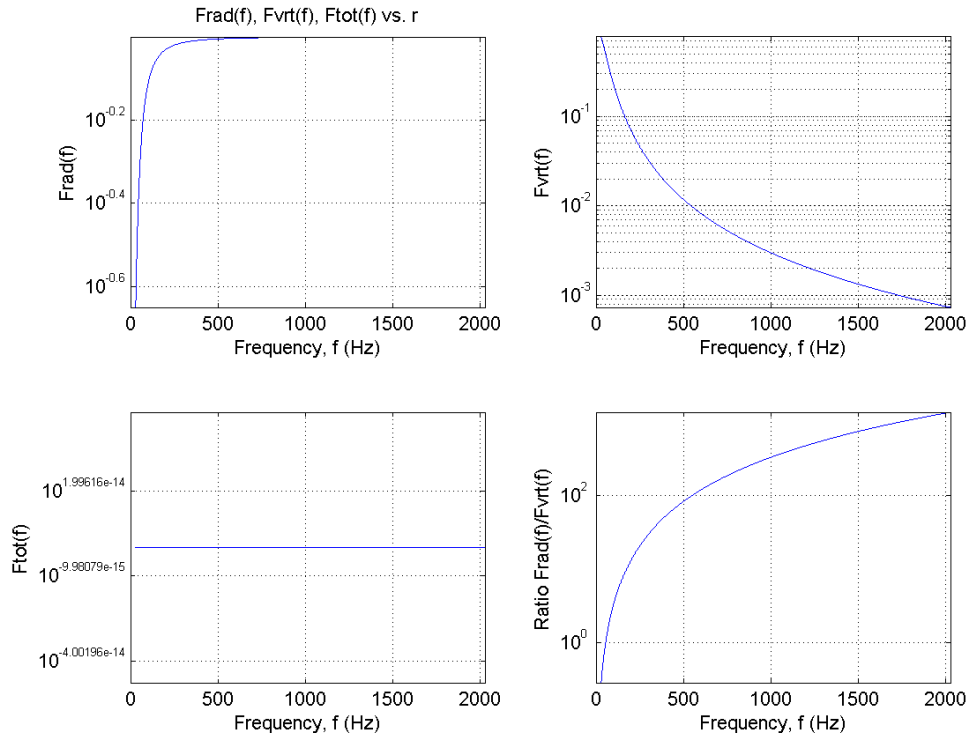 Frad(f), Fvrt(f), Ftot(f) vs. r
Frad(f)
10^-0.2
10^-0.4
10^-0.6
0 500 1000 1500 2000
Frequency, f (Hz)
Fvrt(f)
10^-1
10^-2
10^-3
0 500 1000 1500 2000
Frequency, f (Hz)
Ftot(f)
10^1.99616e-14
10^-9.98079e-15
10^-4.00196e-14
0 500 1000 1500 2000
Frequency, f (Hz)
Ratio Frad(f)/Fvrt(f)
10^2
10^0
0 500 1000 1500 2000
Frequency, f (Hz)